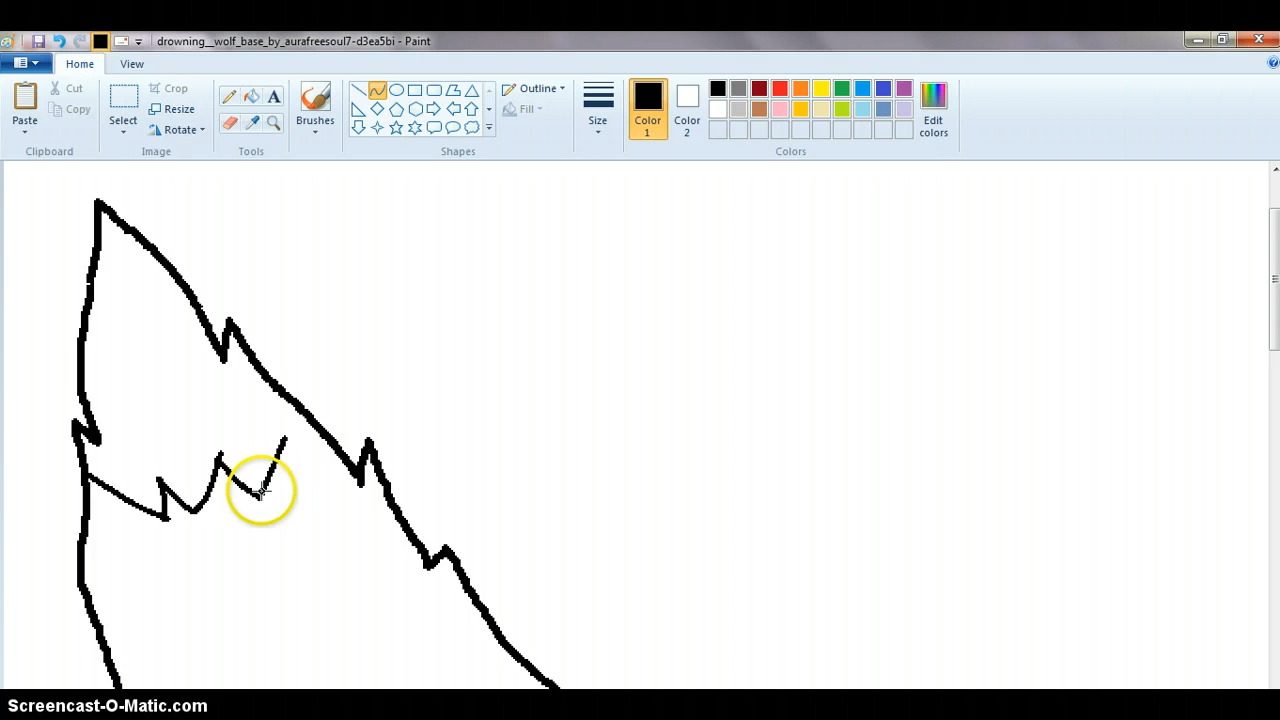 drowning__wolf_base_by_aurafreesoul7-d3ea5bi - Paint
Home View
Paste
Cut
Copy
Clipboard
Select
Crop
Resize
Rotate
Image
A
Tools
Brushes
Outline
Fill
Shapes
Size
Color 1
Color 2
Edit colors
Colors
Screencast-O-Matic.com